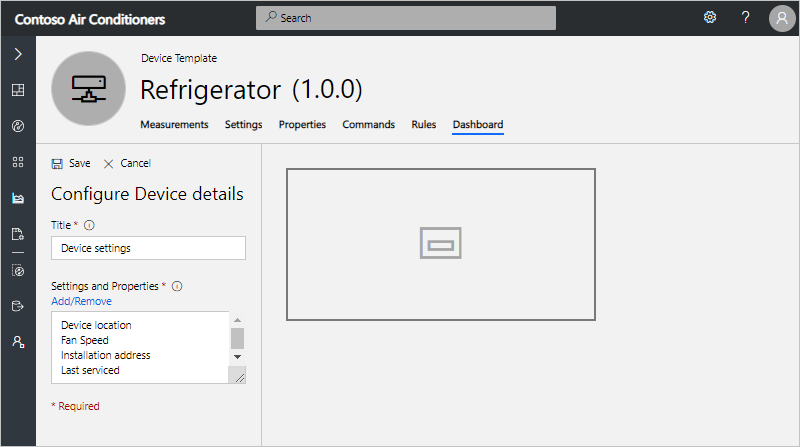 Contoso Air Conditioners
Search
?
Device Template
Refrigerator (1.0.0)
Measurements Settings Properties Commands Rules Dashboard
Save Cancel
Configure Device details
Title *
Device settings
Settings and Properties *
Add/Remove
Device location
Fan Speed
Installation address
Last serviced
* Required